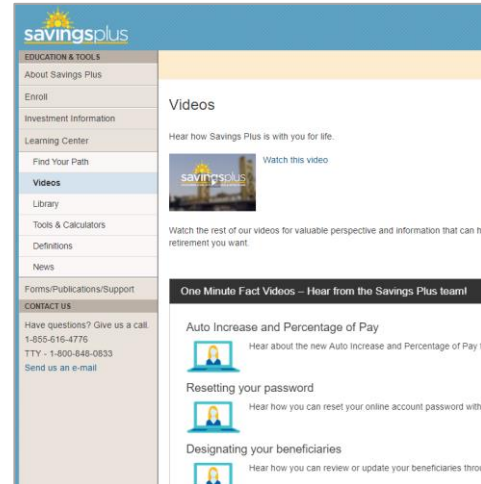 savingsplus
EDUCATION & TOOLS
About Savings Plus
Enroll
Investment Information
Learning Center
Find Your Path
Videos
Library
Tools & Calculators
Definitions
News
Forms/Publications/Support
CONTACT US
Have questions? Give us a call.
1-855-616-4776
TTY - 1-800-848-0833
Send us an e-mail
Videos
Hear how Savings Plus is with you for life.
savingsplus
Watch this video
Watch the rest of our videos for valuable perspective and information that can h
retirement you want.
One Minute Fact Videos – Hear from the Savings Plus team!
Auto Increase and Percentage of Pay
Hear about the new Auto Increase and Percentage of Pay
Resetting your password
Hear how you can reset your online account password with
Designating your beneficiaries
Hear how you can review or update your beneficiaries throu